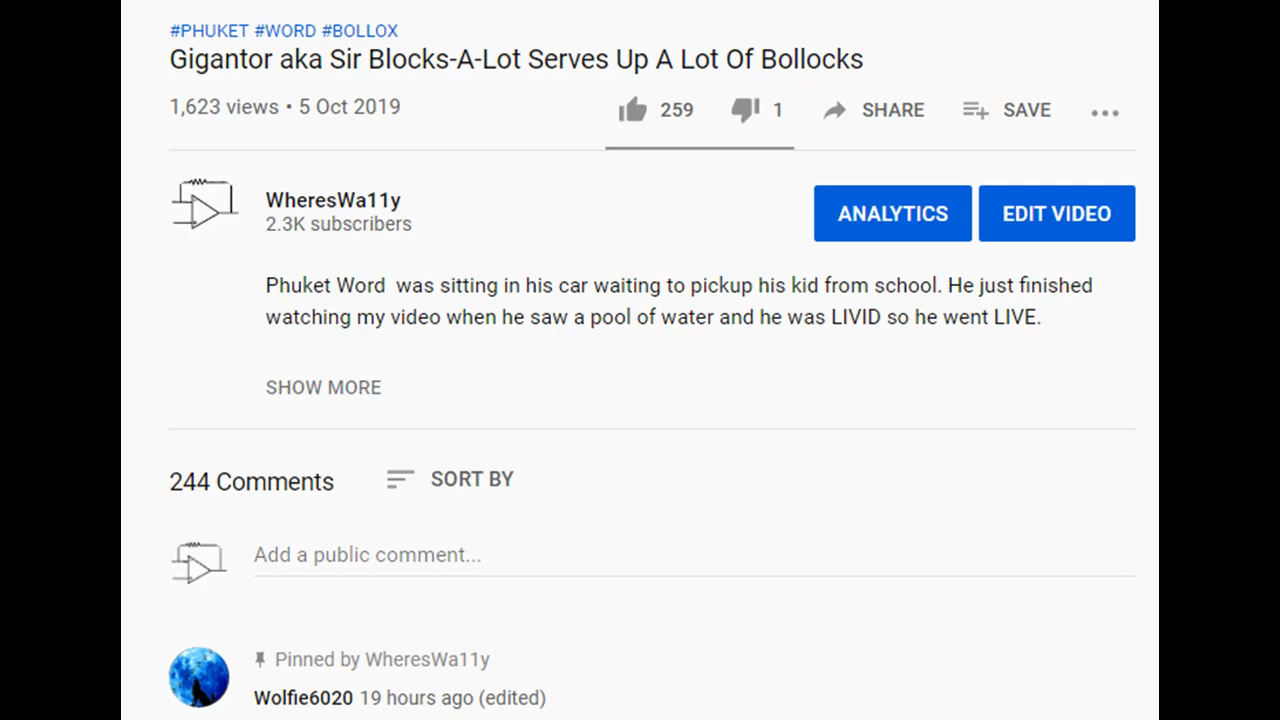 #PHUKET #WORD #BOLLOX
Gigantor aka Sir Blocks-A-Lot Serves Up A Lot Of Bollocks
1,623 views • 5 Oct 2019 259 1 SHARE SAVE ...
WheresWa11y
2.3K subscribers
ANALYTICS EDIT VIDEO
Phuket Word was sitting in his car waiting to pickup his kid from school. He just finished
watching my video when he saw a pool of water and he was LIVID so he went LIVE.
SHOW MORE
244 Comments SORT BY
Add a public comment...
Pinned by WheresWa11y
Wolfie6020 19 hours ago (edited)